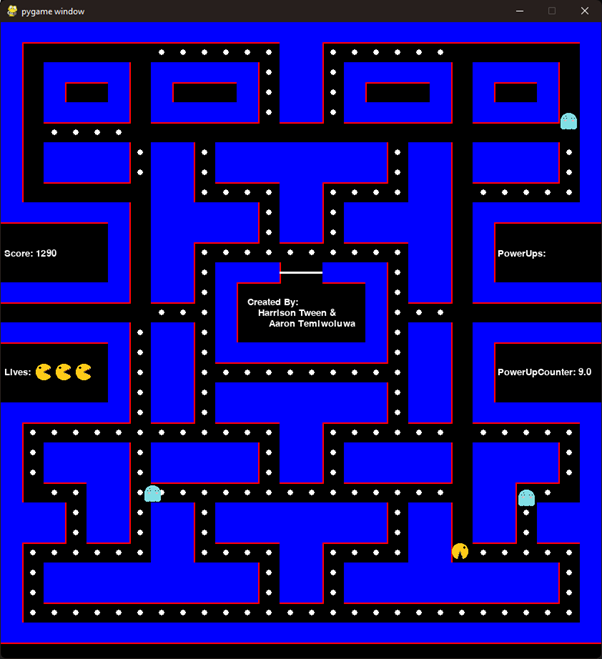 pygame window
Score: 1290
PowerUps:
Created By:
Harrison Tween &
Aaron Temiwoluwa
Lives:
PowerUpCounter: 9.0